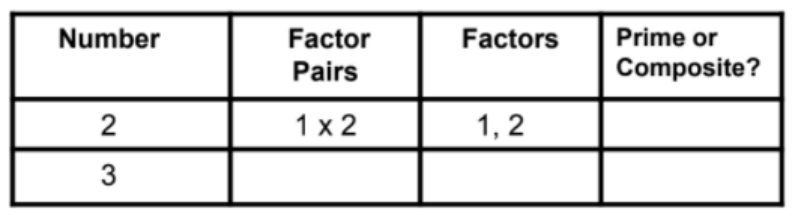 Number Factor Pairs Factors Prime or Composite?
2 1 x 2 1, 2
3